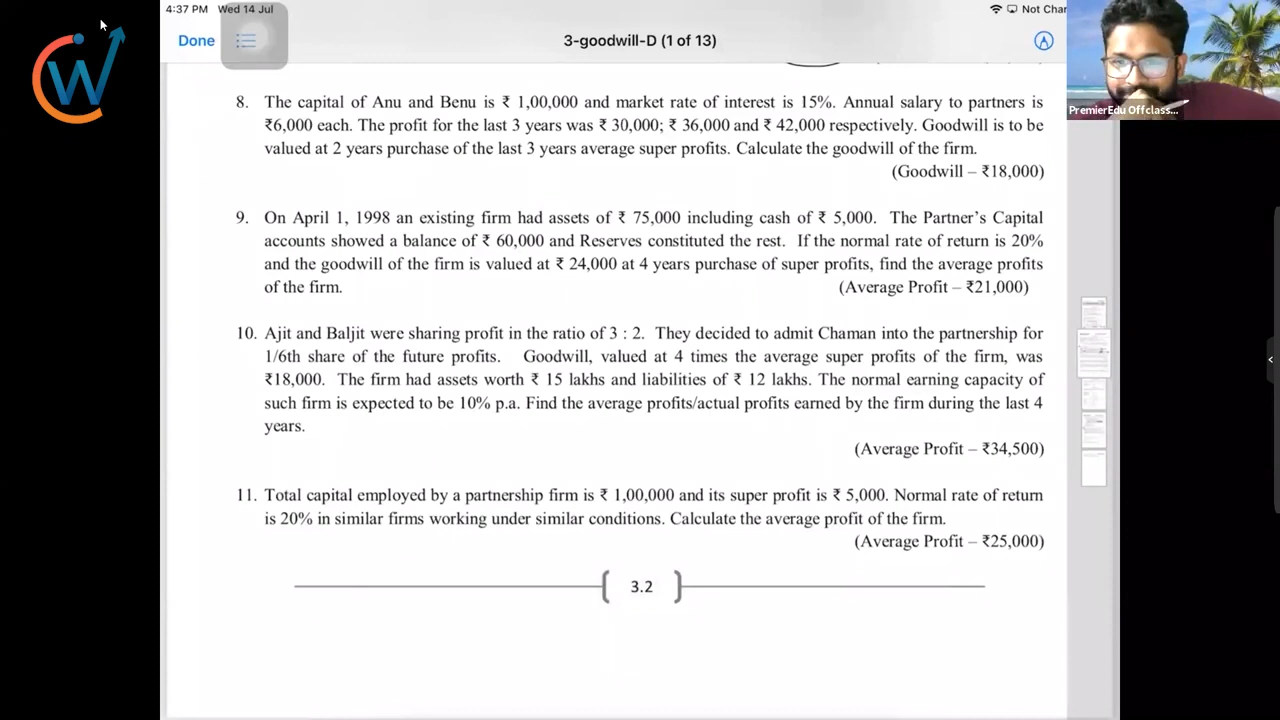 4:37 PM Wed 14 Jul
Not Char
Done
3-goodwill-D (1 of 13)
PremierEdu Offclass...
W
8. The capital of Anu and Benu is ₹ 1,00,000 and market rate of interest is 15%. Annual salary to partners is
₹6,000 each. The profit for the last 3 years was ₹ 30,000; ₹ 36,000 and ₹ 42,000 respectively. Goodwill is to be
valued at 2 years purchase of the last 3 years average super profits. Calculate the goodwill of the firm.
(Goodwill – ₹18,000)
9. On April 1, 1998 an existing firm had assets of ₹ 75,000 including cash of ₹ 5,000. The Partner's Capital
accounts showed a balance of ₹ 60,000 and Reserves constituted the rest. If the normal rate of return is 20%
and the goodwill of the firm is valued at ₹ 24,000 at 4 years purchase of super profits, find the average profits
of the firm. (Average Profit – ₹21,000)
10. Ajit and Baljit were sharing profit in the ratio of 3 : 2. They decided to admit Chaman into the partnership for
1/6th share of the future profits. Goodwill, valued at 4 times the average super profits of the firm, was
₹18,000. The firm had assets worth ₹ 15 lakhs and liabilities of ₹ 12 lakhs. The normal earning capacity of
such firm is expected to be 10% p.a. Find the average profits/actual profits earned by the firm during the last 4
years.
(Average Profit – ₹34,500)
11. Total capital employed by a partnership firm is ₹ 1,00,000 and its super profit is ₹ 5,000. Normal rate of return
is 20% in similar firms working under similar conditions. Calculate the average profit of the firm.
(Average Profit – ₹25,000)
3.2